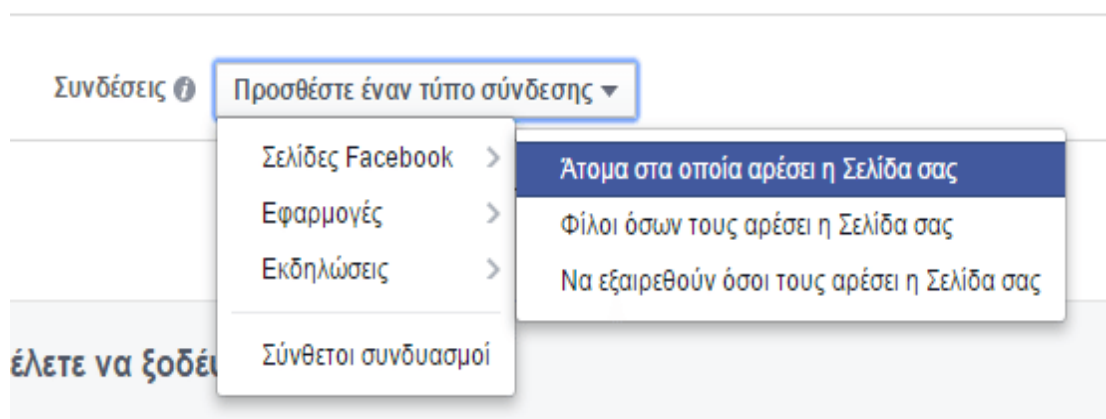 Συνδέσεις
Προσθέστε έναν τύπο σύνδεσης
Σελίδες Facebook
Εφαρμογές
Εκδηλώσεις
Σύνθετοι συνδυασμοί
Άτομα στα οποία αρέσει η Σελίδα σας
Φίλοι όσων τους αρέσει η Σελίδα σας
Να εξαιρεθούν όσοι τους αρέσει η Σελίδα σας
να